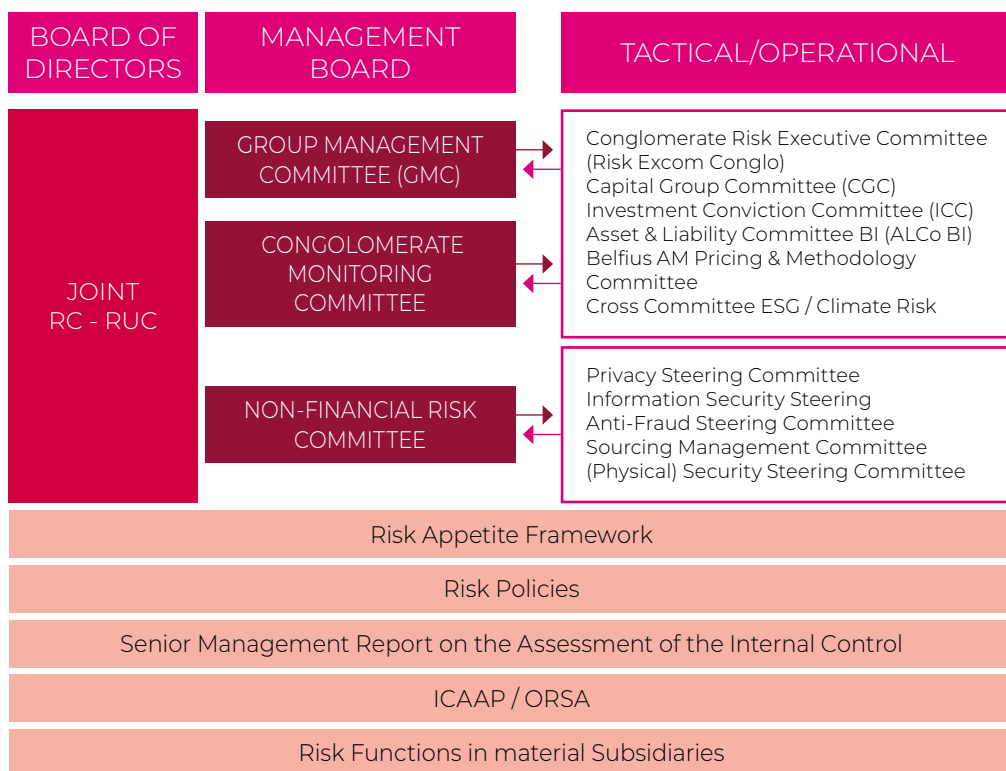 BOARD OF
DIRECTORS
MANAGEMENT
BOARD
TACTICAL/OPERATIONAL
JOINT
RC - RUC
GROUP MANAGEMENT
COMMITTEE (GMC)
CONGOLOMERATE
MONITORING
COMMITTEE
Conglomerate Risk Executive Committee
(Risk Excom Conglo)
Capital Group Committee (CGC)
Investment Conviction Committee (ICC)
Asset & Liability Committee BI (ALCo BI)
Belfius AM Pricing & Methodology
Committee
Cross Committee ESG / Climate Risk
NON-FINANCIAL RISK
COMMITTEE
Privacy Steering Committee
Information Security Steering
Anti-Fraud Steering Committee
Sourcing Management Committee
(Physical) Security Steering Committee
Risk Appetite Framework
Risk Policies
Senior Management Report on the Assessment of the Internal Control
ICAAP / ORSA
Risk Functions in material Subsidiaries